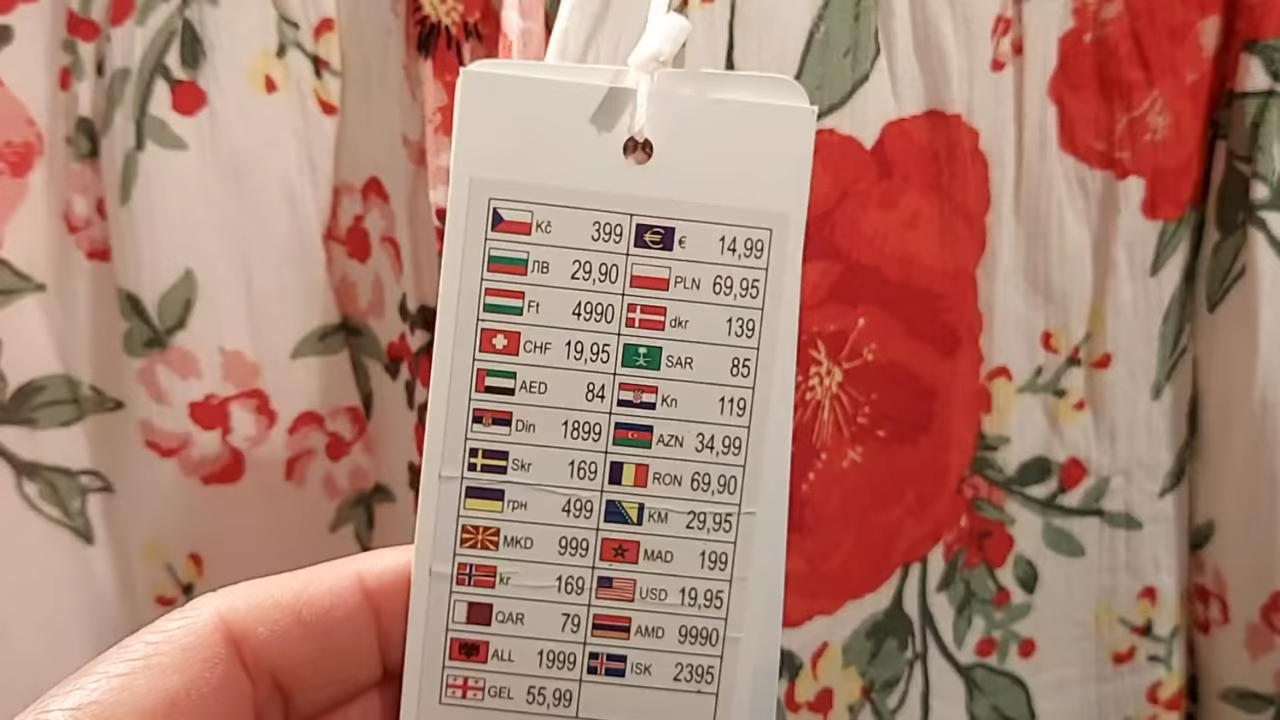 Kč 399 € 14,99
ЛВ 29,90 PLN 69,95
Ft 4990 dkr 139
CHF 19,95 SAR 85
AED 84 Kn 119
Din 1899 AZN 34,99
Skr 169 RON 69,90
грн 499 KM 29,95
MKD 999 MAD 199
kr 169 USD 19,95
QAR 79 AMD 9990
ALL 1999 ISK 2395
GEL 55,99